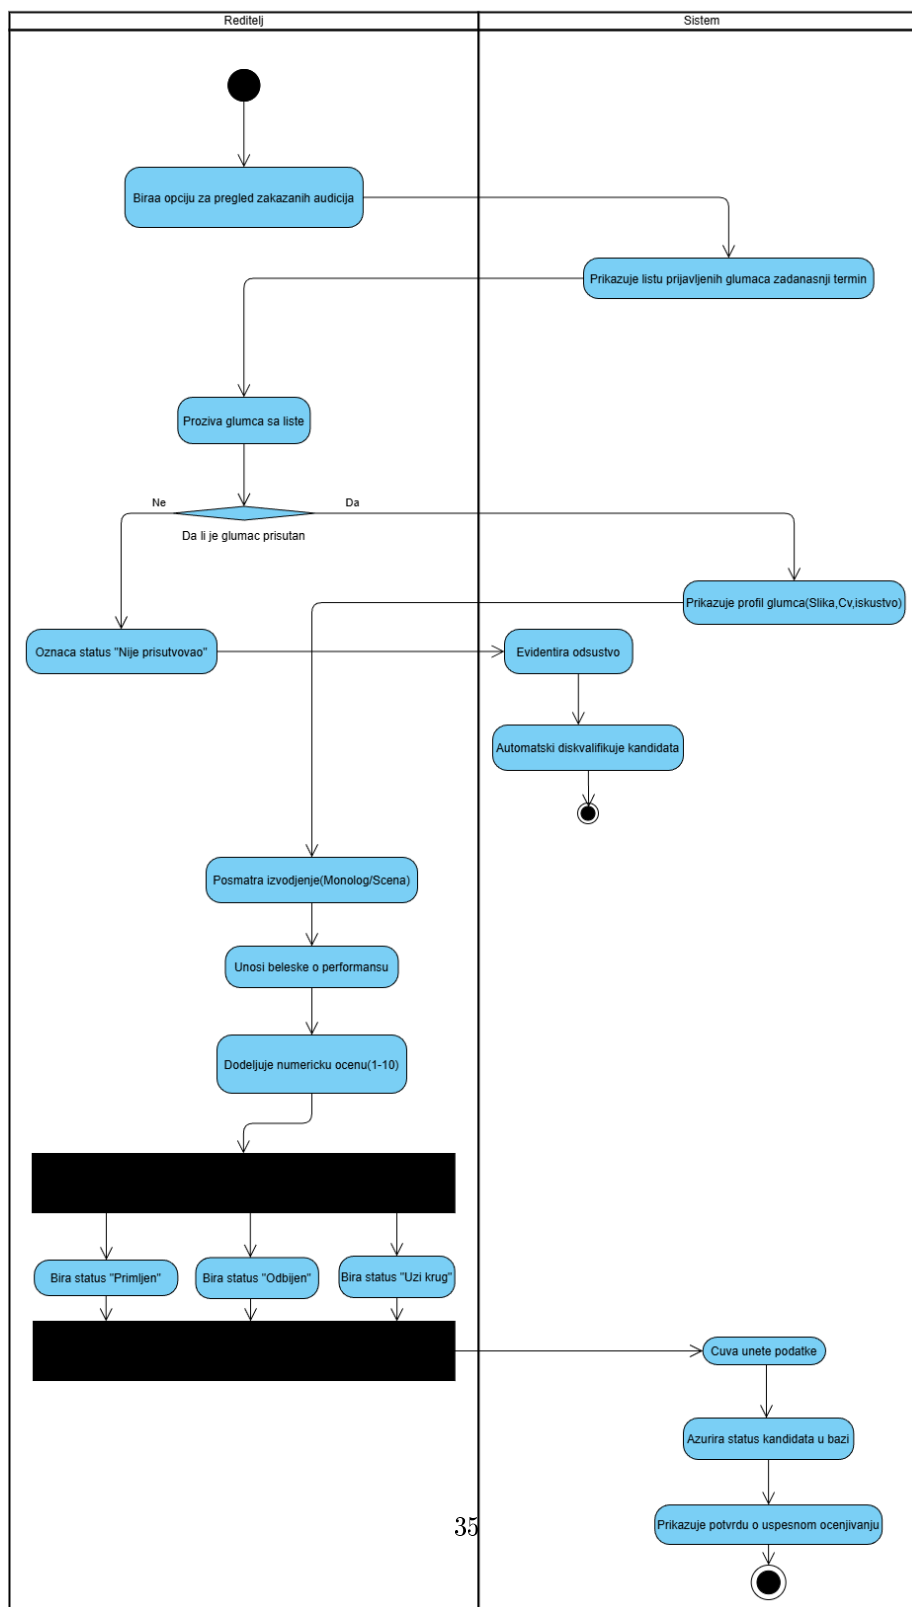 Reditelj
Sistem
Biraa opciju za pregled zakazanih audicija
Prikazuje listu prijavljenih glumaca zadanasnji termin
Proziva glumca sa liste
Ne
Da
Da li je glumac prisutan
Prikazuje profil glumca(Slika,Cv,iskustvo)
Oznaca status "Nije prisutvovao"
Evidentira odsustvo
Automatski diskvalifikuje kandidata
Posmatra izvodjenje(Monolog/Scena)
Unosi beleske o performansu
Dodeljuje numericku ocenu(1-10)
Bira status "Primljen"
Bira status "Odbijen"
Bira status "Uzi krug"
Cuva unete podatke
Azurira status kandidata u bazi
Prikazuje potvrdu o uspesnom ocenjivanju
35